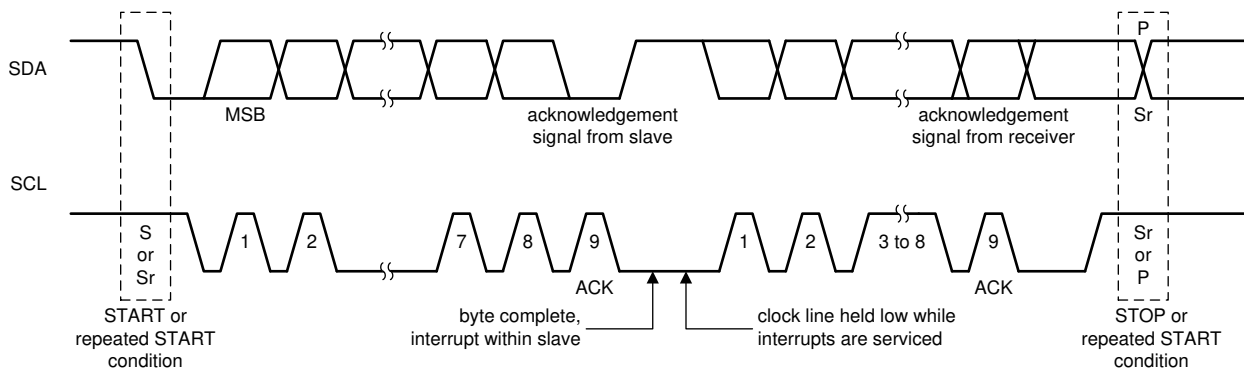 P
SDA
MSB
acknowledgement
signal from slave
acknowledgement
signal from receiver
Sr
SCL
S
or
Sr
1
2
7
8
9
1
2
3 to 8
9
Sr
or
P
ACK
ACK
START or
repeated START
condition
byte complete,
interrupt within slave
clock line held low while
interrupts are serviced
STOP or
repeated START
condition